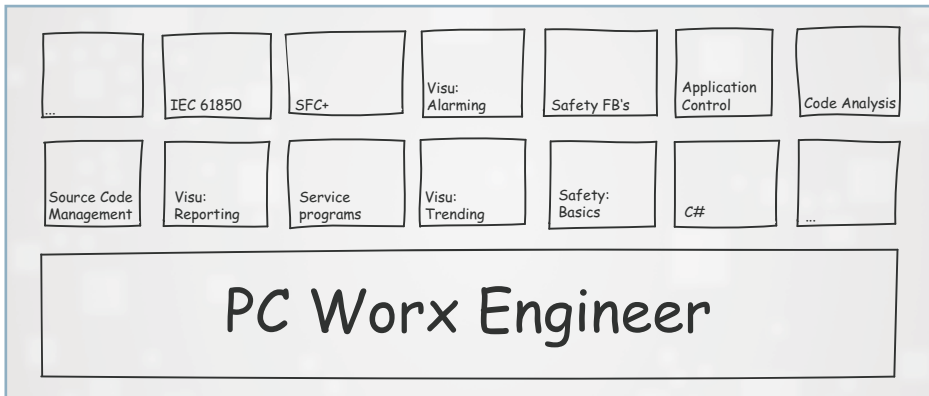 ...
IEC 61850
SFC+
Visu:
Alarming
Safety FB's
Application
Control
Code Analysis
Source Code
Management
Visu:
Reporting
Service
programs
Visu:
Trending
Safety:
Basics
C#
...
PC Worx Engineer